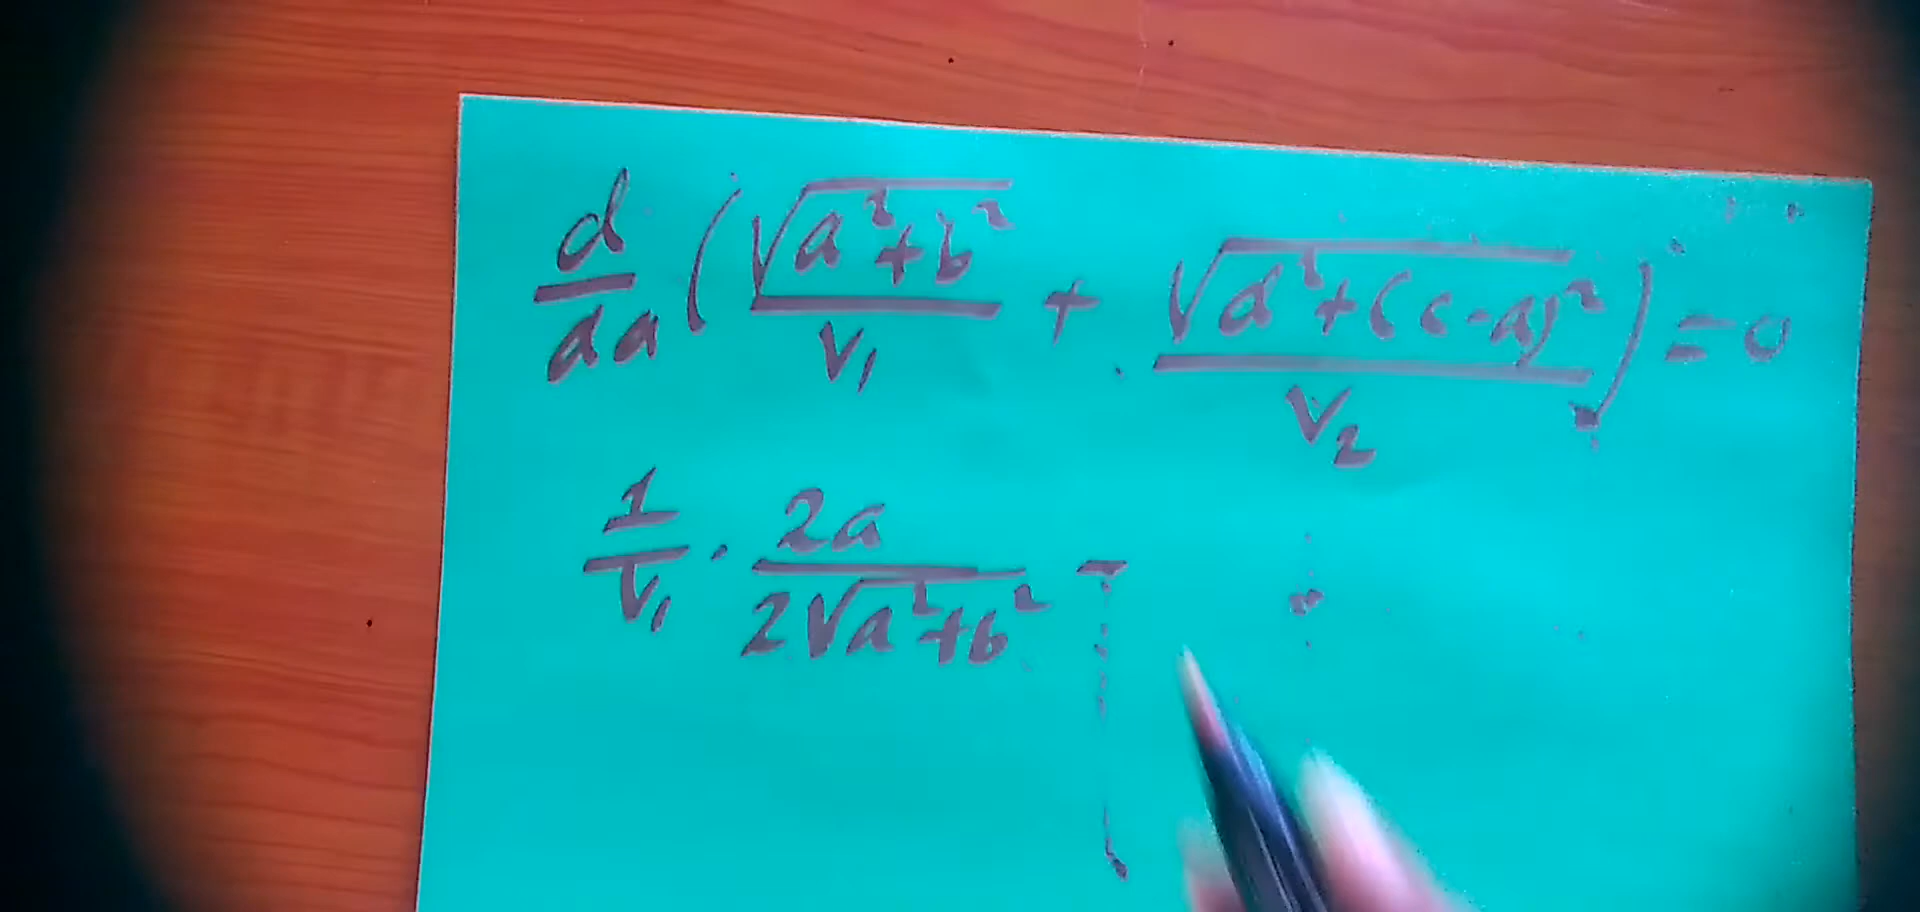 d/da (√(a²+b²)/V₁ + √(d²+(c-a)²)/V₂) = 0
1/V₁ · 2a/(2√(a²+b²)) -